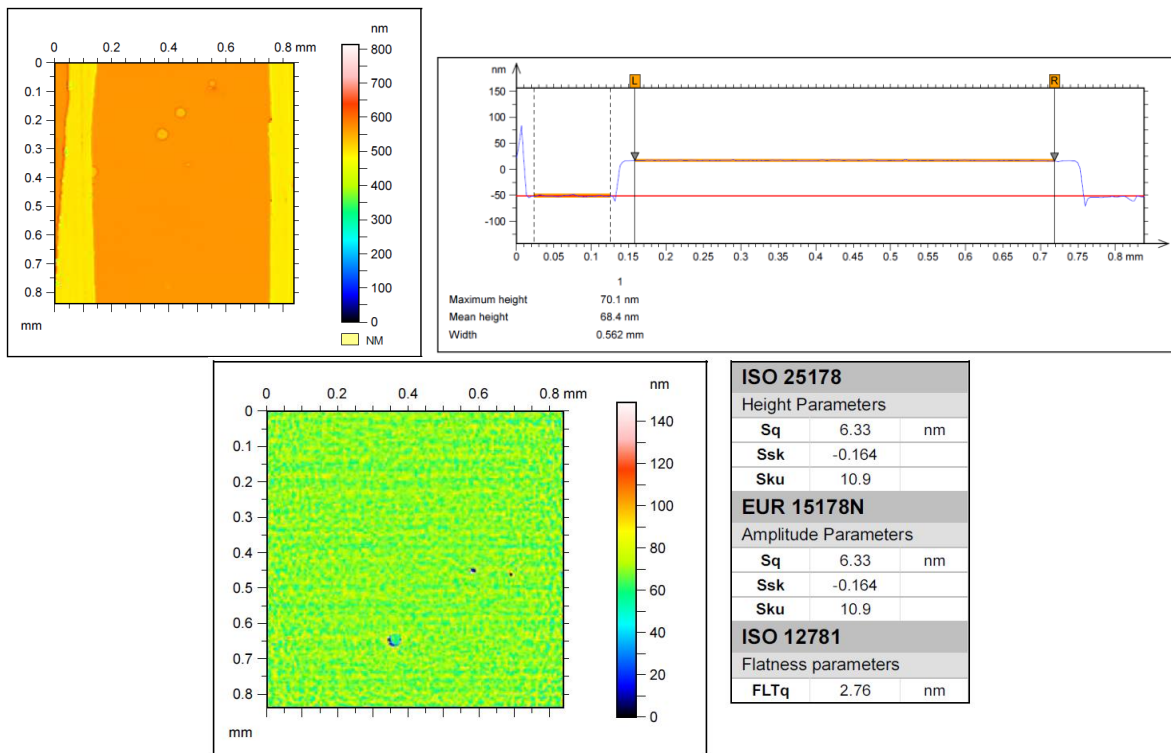 nm
0 0.2 0.4 0.6 0.8 mm
0
0.1
0.2
0.3
0.4
0.5
0.6
0.7
0.8
mm
800
700
600
500
400
300
200
100
0
NM
nm
L R
150
100
50
0
-50
-100
0 0.05 0.1 0.15 0.2 0.25 0.3 0.35 0.4 0.45 0.5 0.55 0.6 0.65 0.7 0.75 0.8 mm
1
Maximum height 70.1 nm
Mean height 68.4 nm
Width 0.562 mm
nm
0 0.2 0.4 0.6 0.8 mm
0
0.1
0.2
0.3
0.4
0.5
0.6
0.7
0.8
mm
140
120
100
80
60
40
20
0
ISO 25178
Height Parameters
Sq 6.33 nm
Ssk -0.164
Sku 10.9
EUR 15178N
Amplitude Parameters
Sq 6.33 nm
Ssk -0.164
Sku 10.9
ISO 12781
Flatness parameters
FLTq 2.76 nm